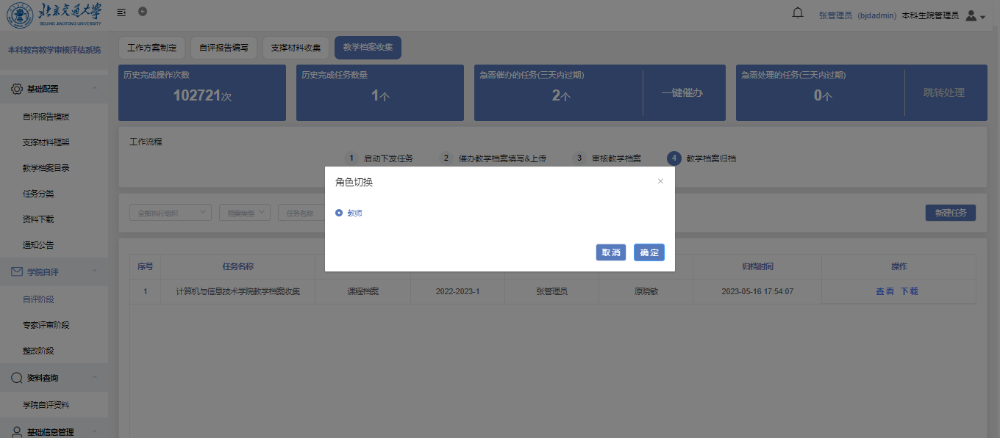 北京交通大学
BEIJING JIAOTONG UNIVERSITY
张管理员 (bjdadmin) 本科生院管理员
本科教育教学审核评估系统
基础配置
自评报告模板
支撑材料框架
教学档案目录
任务分类
资料下载
通知公告
学院自评
自评阶段
专家评审阶段
整改阶段
资料查询
学院自评资料
基础信息管理
工作方案制定 自评报告编写 支撑材料收集 教学档案收集
历史完成操作次数
102721次
历史完成任务数量
1个
急需催办的任务(三天内过期)
2个
一键催办
急需处理的任务(三天内过期)
0个
跳转处理
工作流程
1 启动下发任务 2 催办教学档案填写&上传 3 审核教学档案 4 教学档案归档
角色切换 ×
教师
取消 确定
全部执行组织 档案类型 任务名称 新建任务
序号 任务名称 归档时间 操作
1 计算机与信息技术学院教学档案收集 课程档案 2022-2023-1 张管理员 原晓敏 2023-05-16 17:54:07 查看 下载